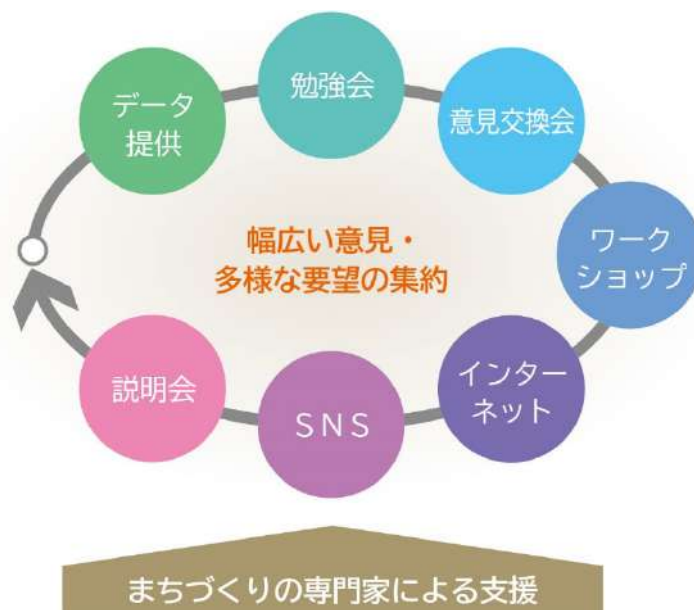 データ
提供
勉強会
意見交換会
ワーク
ショップ
インター
ネット
ＳＮＳ
説明会
幅広い意見・
多様な要望の集約
まちづくりの専門家による支援